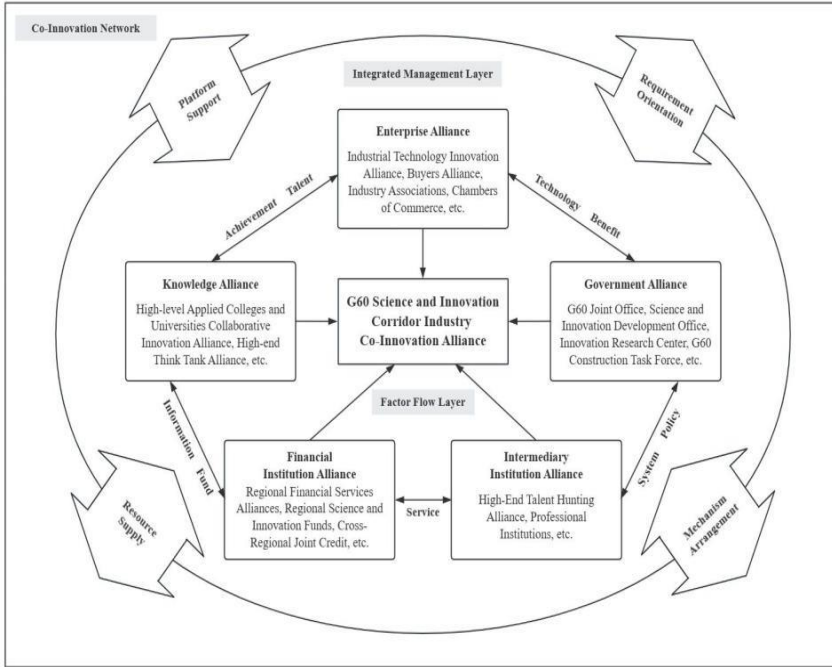 Co-Innovation Network
Integrated Management Layer
Platform
Support
Requirement
Orientation
Enterprise Alliance
Industrial Technology Innovation
Alliance, Buyers Alliance,
Industry Associations, Chambers
of Commerce, etc.
Achievement Talent
Technology Benefit
Knowledge Alliance
High-level Applied Colleges and
Universities Collaborative
Innovation Alliance, High-end
Think Tank Alliance, etc.
G60 Science and Innovation
Corridor Industry
Co-Innovation Alliance
Government Alliance
G60 Joint Office, Science and
Innovation Development Office,
Innovation Research Center, G60
Construction Task Force, etc.
Factor Flow Layer
Information Fund
System Policy
Financial
Institution Alliance
Regional Financial Services
Alliances, Regional Science and
Innovation Funds, Cross-
Regional Joint Credit, etc.
Service
Intermediary
Institution Alliance
High-End Talent Hunting
Alliance, Professional
Institutions, etc.
Resource
Supply
Mechanism
Arrangement